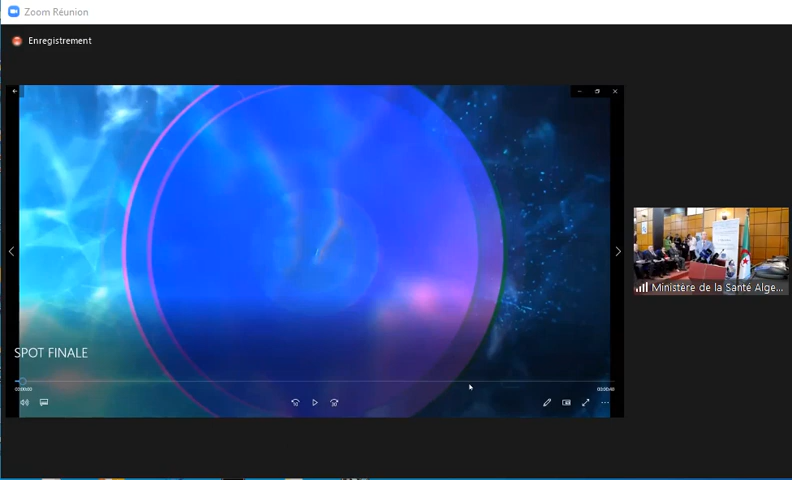 Zoom Réunion
Enregistrement
SPOT FINALE
00:00:00
00:00:40
Ministère de la Santé Alge...